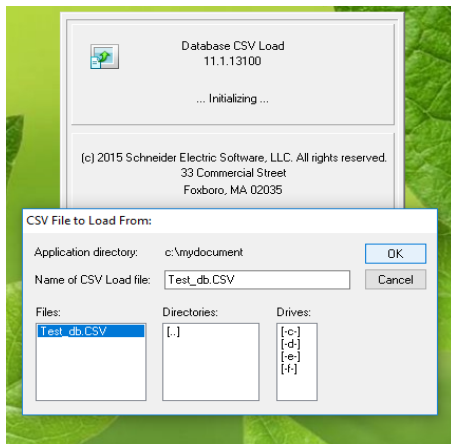 Database CSV Load
11.1.13100
... Initializing ...
(c) 2015 Schneider Electric Software, LLC. All rights reserved.
33 Commercial Street
Foxboro, MA 02035
CSV File to Load From:
Application directory: c:\mydocument OK
Name of CSV Load file: Test_db.CSV Cancel
Files: Directories: Drives:
Test_db.CSV [..] [-c-]
[-d-]
[-e-]
[-f-]